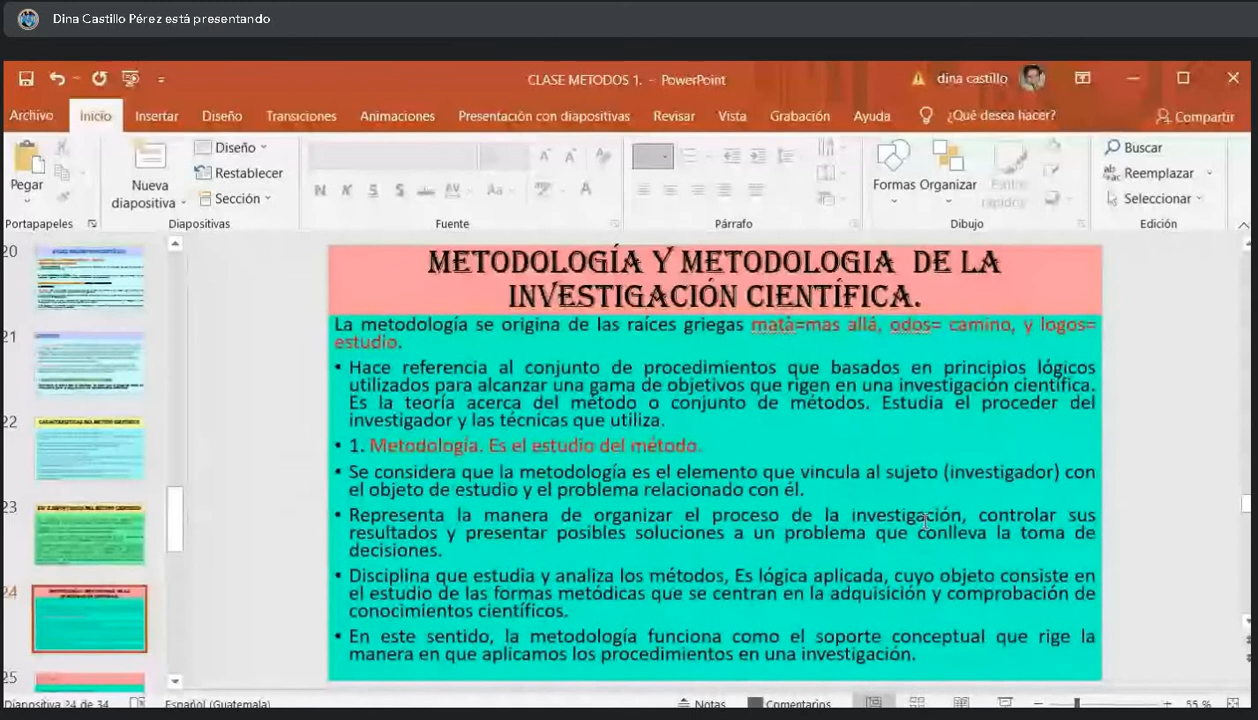 Dina Castillo Pérez está presentando
CLASE METODOS 1. - PowerPoint
dina castillo
Archivo Inicio Insertar Diseño Transiciones Animaciones Presentación con diapositivas Revisar Vista Grabación Ayuda ¿Qué desea hacer? Compartir
Pegar
Nueva diapositiva
Diseño
Restablecer
Sección
Formas Organizar Estilos rápidos
Buscar
Reemplazar
Seleccionar
Portapapeles Diapositivas Fuente Párrafo Dibujo Edición
20
21
22
23
24
25
METODOLOGÍA Y METODOLOGIA DE LA
INVESTIGACIÓN CIENTÍFICA.
La metodología se origina de las raíces griegas matà=mas allá, odos= camino, y logos=
estudio.
• Hace referencia al conjunto de procedimientos que basados en principios lógicos
utilizados para alcanzar una gama de objetivos que rigen en una investigación científica.
Es la teoría acerca del método o conjunto de métodos. Estudia el proceder del
investigador y las técnicas que utiliza.
• 1. Metodología. Es el estudio del método.
• Se considera que la metodología es el elemento que vincula al sujeto (investigador) con
el objeto de estudio y el problema relacionado con él.
• Representa la manera de organizar el proceso de la investigación, controlar sus
resultados y presentar posibles soluciones a un problema que conlleva la toma de
decisiones.
• Disciplina que estudia y analiza los métodos, Es lógica aplicada, cuyo objeto consiste en
el estudio de las formas metódicas que se centran en la adquisición y comprobación de
conocimientos científicos.
• En este sentido, la metodología funciona como el soporte conceptual que rige la
manera en que aplicamos los procedimientos en una investigación.
Diapositiva 24 de 34 Español (Guatemala) Notas Comentarios 55 %